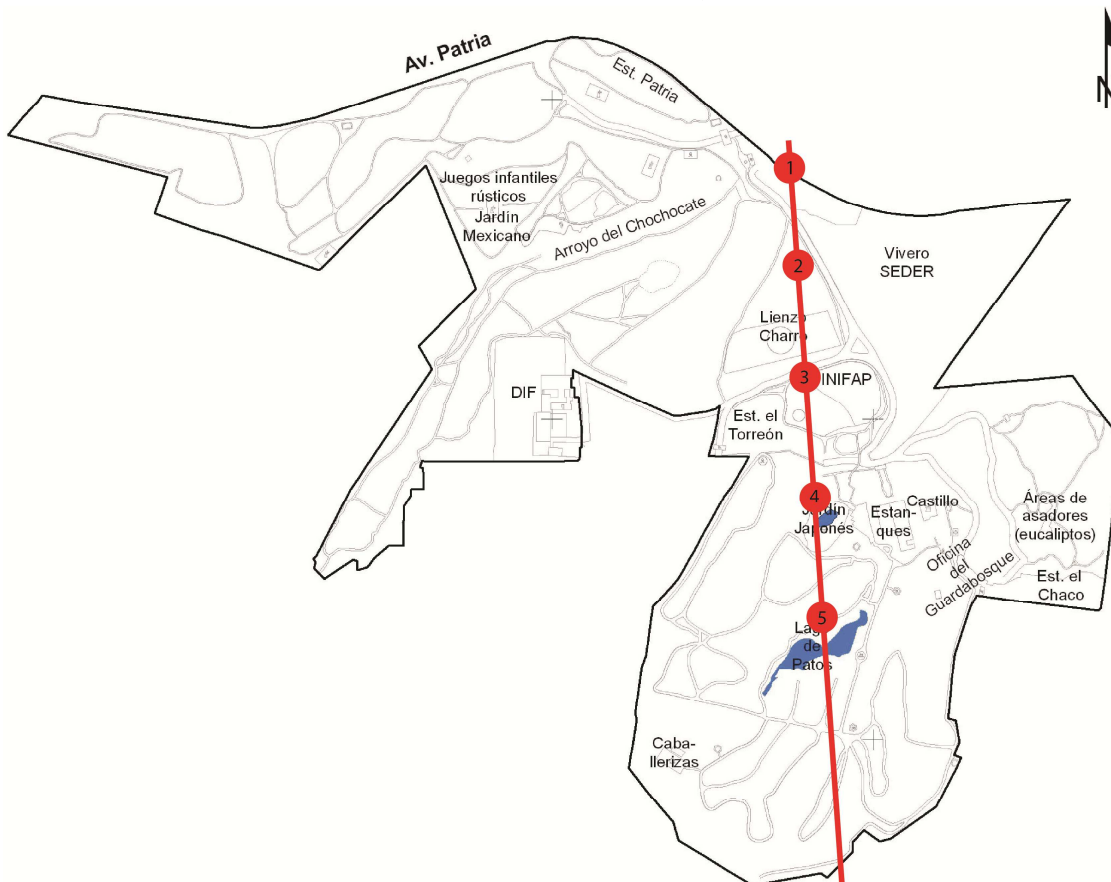 Av. Patria
Est. Patria
N
1
Juegos infantiles
rústicos
Jardín
Mexicano
Arroyo del Chochocate
2
Vivero
SEDER
Lienzo
Charro
3
INIFAP
DIF
Est. el
Torreón
4
Jardín
Japonés
Estan-
ques
Castillo
Áreas de
asadores
(eucaliptos)
Oficina
del
Guardabosque
Est. el
Chaco
5
Lago
de
Patos
Caba-
llerizas